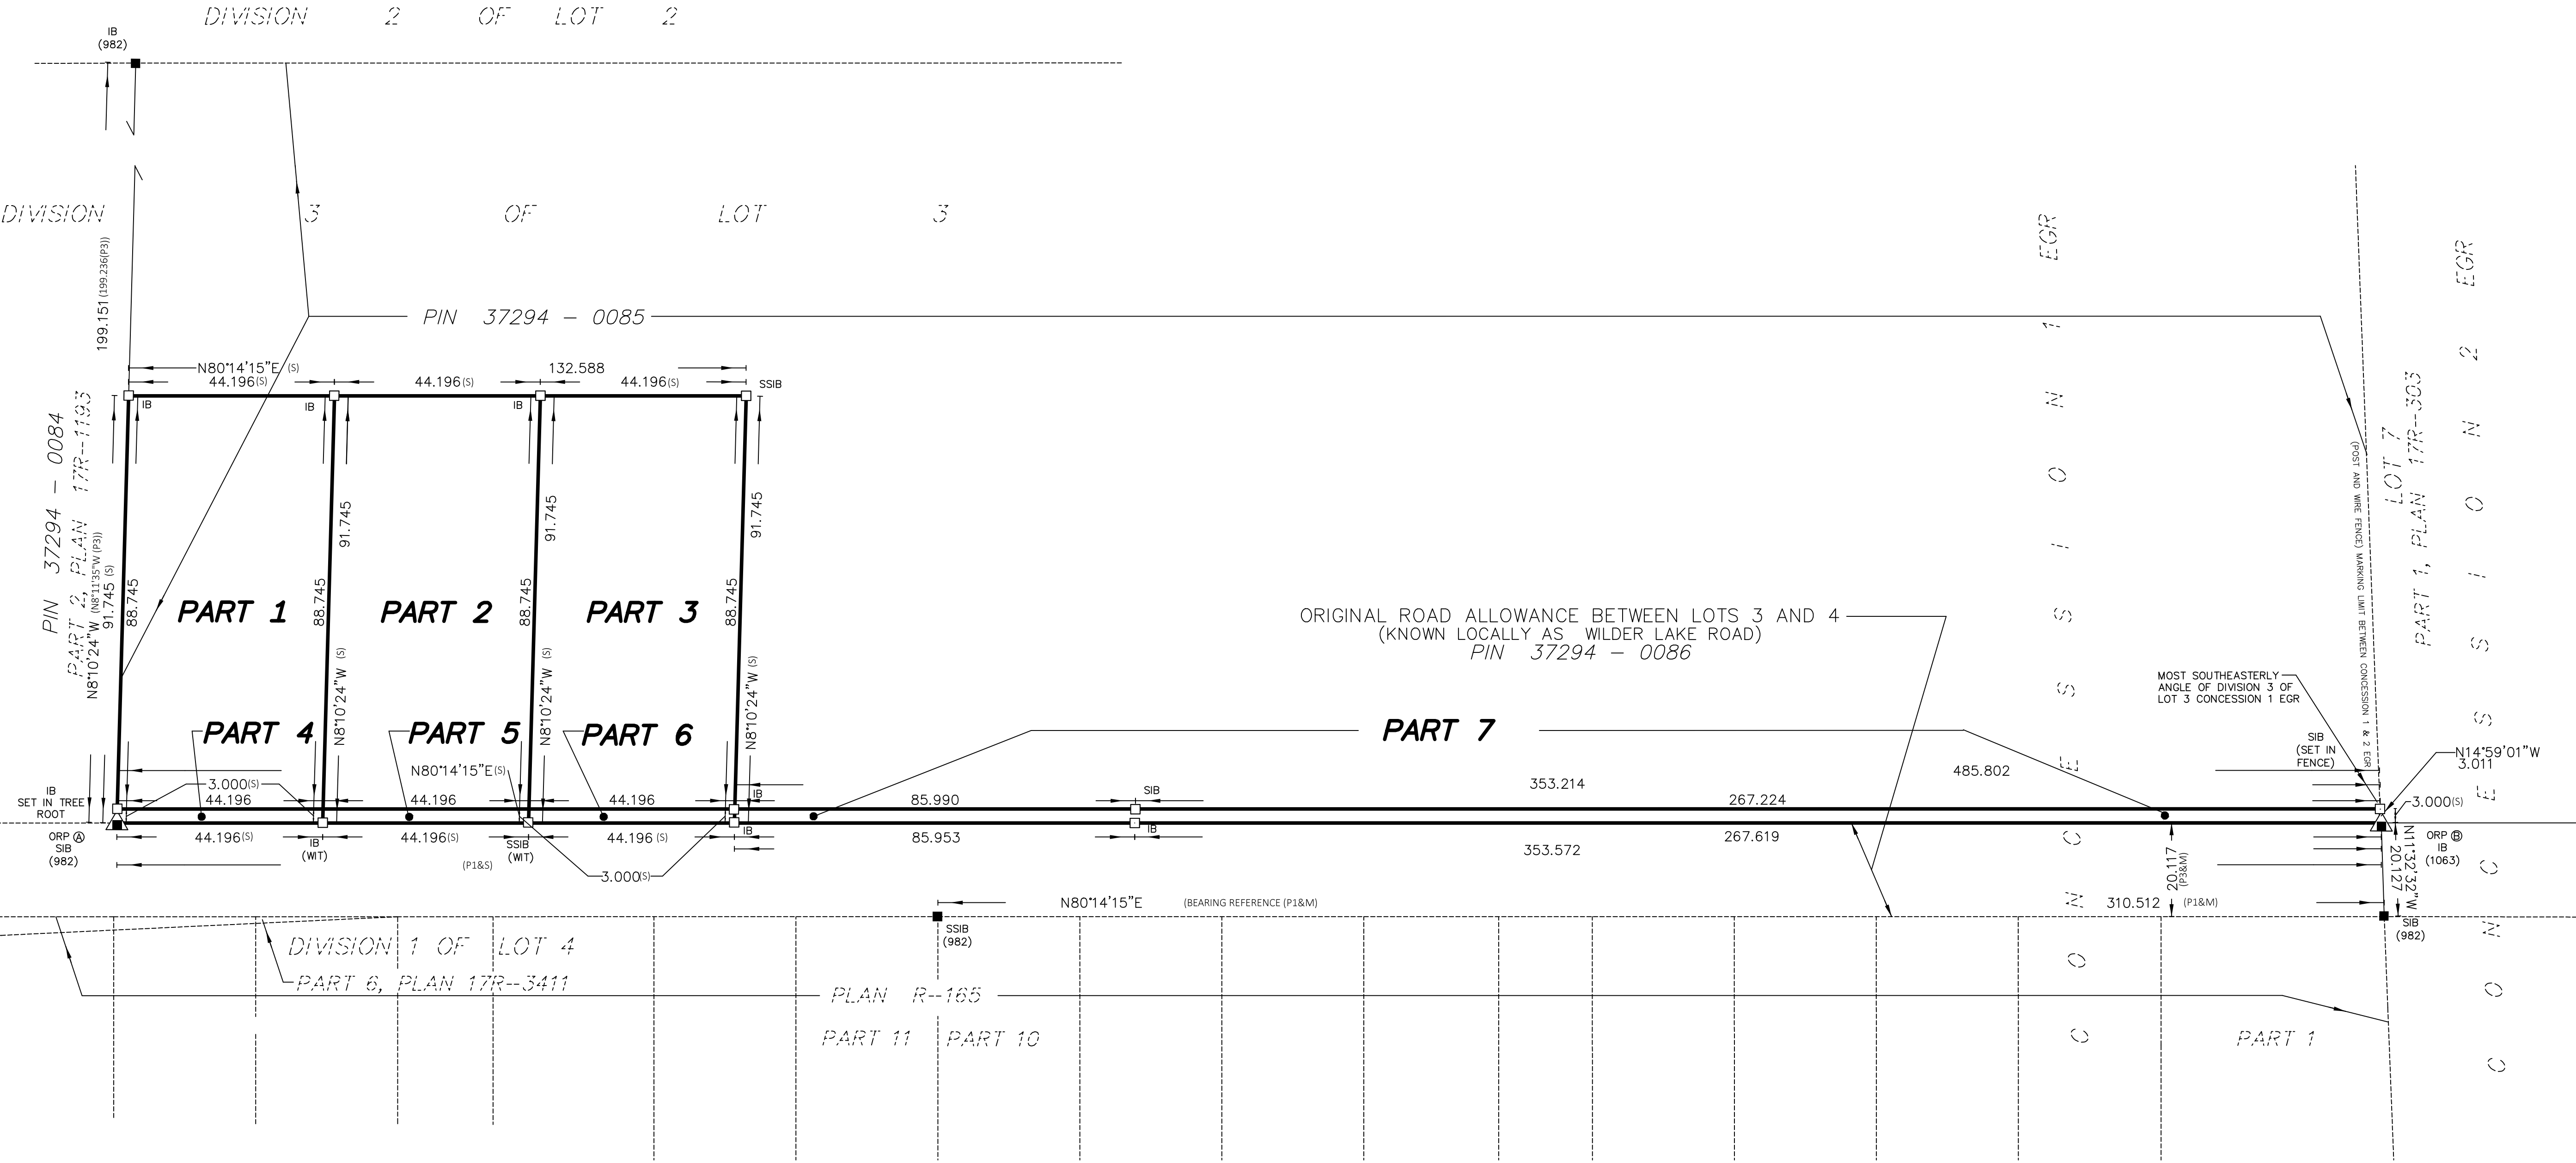 DIVISION 2 OF LOT 2
IB
(982)
DIVISION 3 OF LOT 3
199.151 (199.236(P3))
PIN 37294 - 0085
N80°14'15"E (S)
132.588
44.196(S)
44.196(S)
44.196(S)
SSIB
IB
IB
IB
PIN 37294 - 0084
PART 2, PLAN 17R--1193
N8°10'24"W (N8°11'35"W (P3))
91.745 (S)
88.745
91.745
88.745
91.745
88.745
91.745
88.745
PART 1
PART 2
PART 3
N8°10'24"W (S)
N8°10'24"W (S)
N8°10'24"W (S)
PART 4
PART 5
PART 6
PART 7
N80°14'15"E(S)
3.000(S)
IB
SET IN TREE
ROOT
44.196
44.196
44.196
IB
85.990
SIB
353.214
267.224
485.802
ORIGINAL ROAD ALLOWANCE BETWEEN LOTS 3 AND 4
(KNOWN LOCALLY AS WILDER LAKE ROAD)
PIN 37294 - 0086
CONCESSION 1 EGR
CONCESSION 2 EGR
LOT 7
PART 1, PLAN 17R--303
(POST AND WIRE FENCE) MARKING LIMIT BETWEEN CONCESSION 1 & 2 EGR
MOST SOUTHEASTERLY
ANGLE OF DIVISION 3 OF
LOT 3 CONCESSION 1 EGR
SIB
(SET IN
FENCE)
N14°59'01"W
3.011
3.000(S)
ORP A
SIB
(982)
44.196(S)
IB
(WIT)
44.196(S)
SSIB
(WIT)
44.196 (S)
IB
85.953
IB
353.572
267.619
(P1&S)
3.000(S)
20.117
(P3&M)
N11°32'32"W
20.127
ORP B
IB
(1063)
N80°14'15"E (BEARING REFERENCE (P1&M)
310.512 (P1&M)
SSIB
(982)
SIB
(982)
DIVISION 1 OF LOT 4
PART 6, PLAN 17R--3411
PLAN R--165
PART 11
PART 10
PART 1